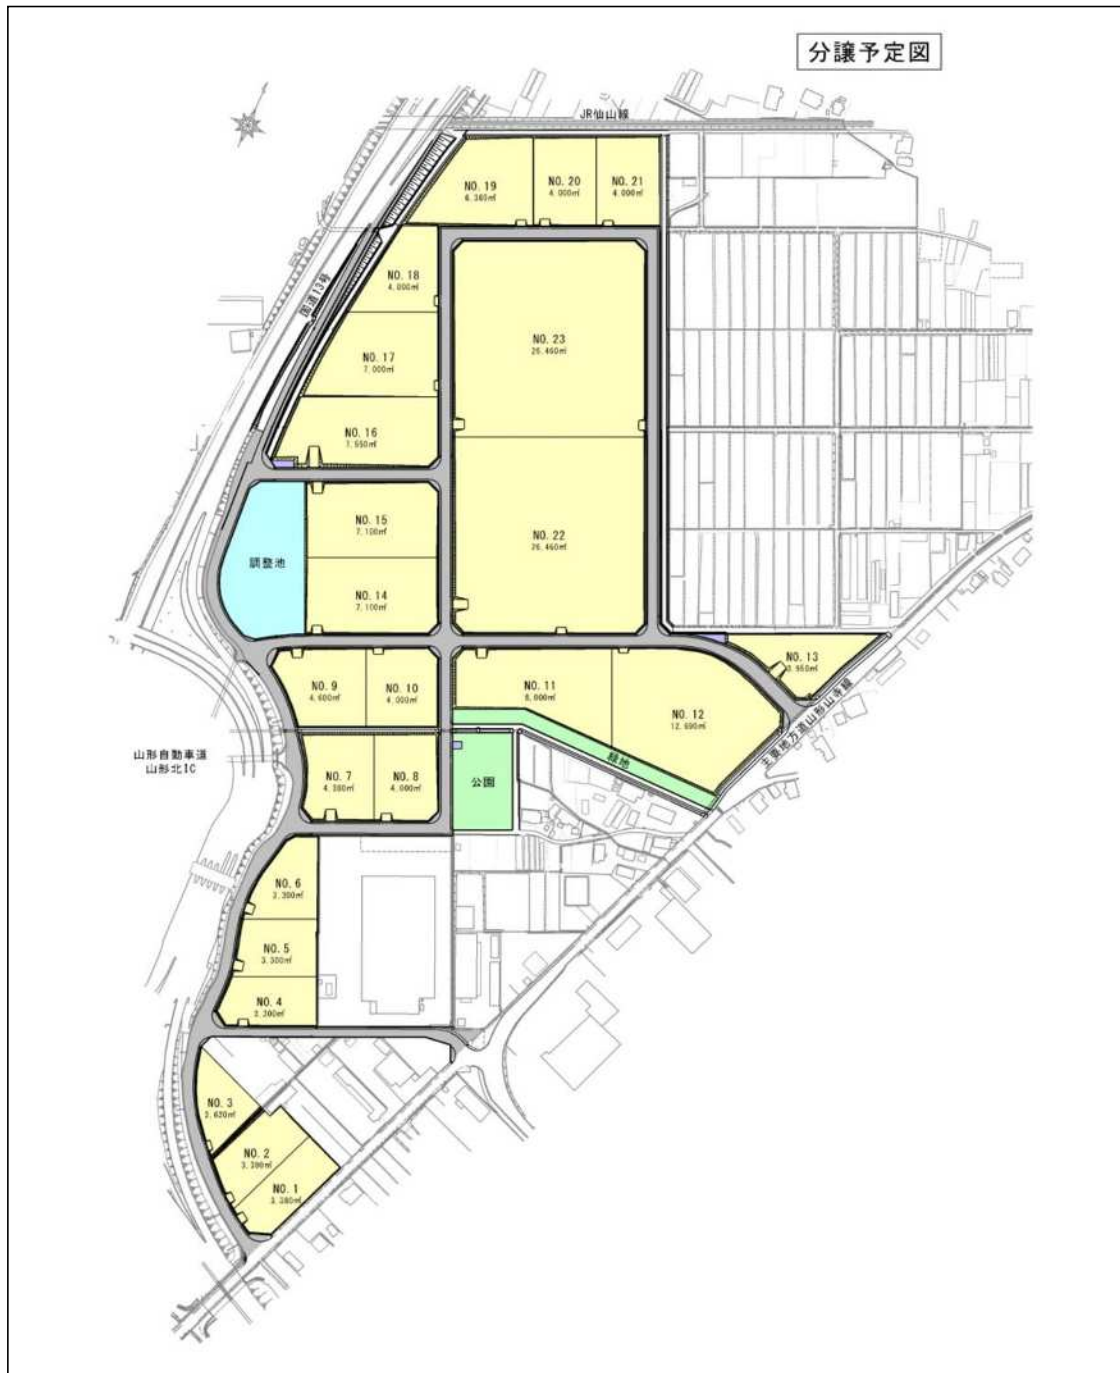 分譲予定図
JR仙山線
NO. 19
6,360㎡
NO. 20
4,000㎡
NO. 21
4,000㎡
国道13号
NO. 18
4,000㎡
NO. 23
26,460㎡
NO. 17
7,000㎡
NO. 16
7,550㎡
NO. 15
7,100㎡
NO. 22
26,460㎡
調整池
NO. 14
7,100㎡
NO. 13
NO. 9
4,600㎡
NO. 10
4,000㎡
NO. 11
NO. 12
12,690㎡
主要地方道山形山寺線
山形自動車道
山形北IC
緑地
NO. 7
NO. 8
4,000㎡
公園
NO. 6
3,300㎡
NO. 5
3,300㎡
NO. 4
NO. 3
2,620㎡
NO. 2
NO. 1
3,380㎡